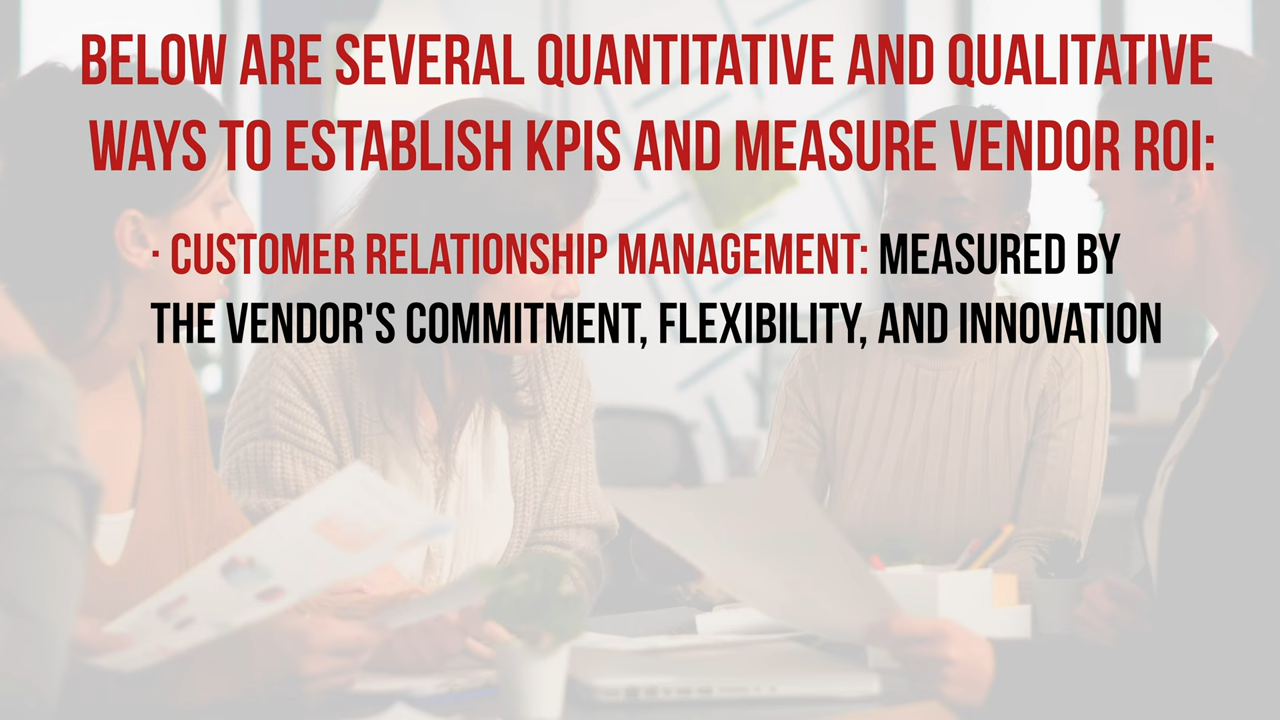 BELOW ARE SEVERAL QUANTITATIVE AND QUALITATIVE
WAYS TO ESTABLISH KPIS AND MEASURE VENDOR ROI:
· CUSTOMER RELATIONSHIP MANAGEMENT: MEASURED BY
THE VENDOR'S COMMITMENT, FLEXIBILITY, AND INNOVATION